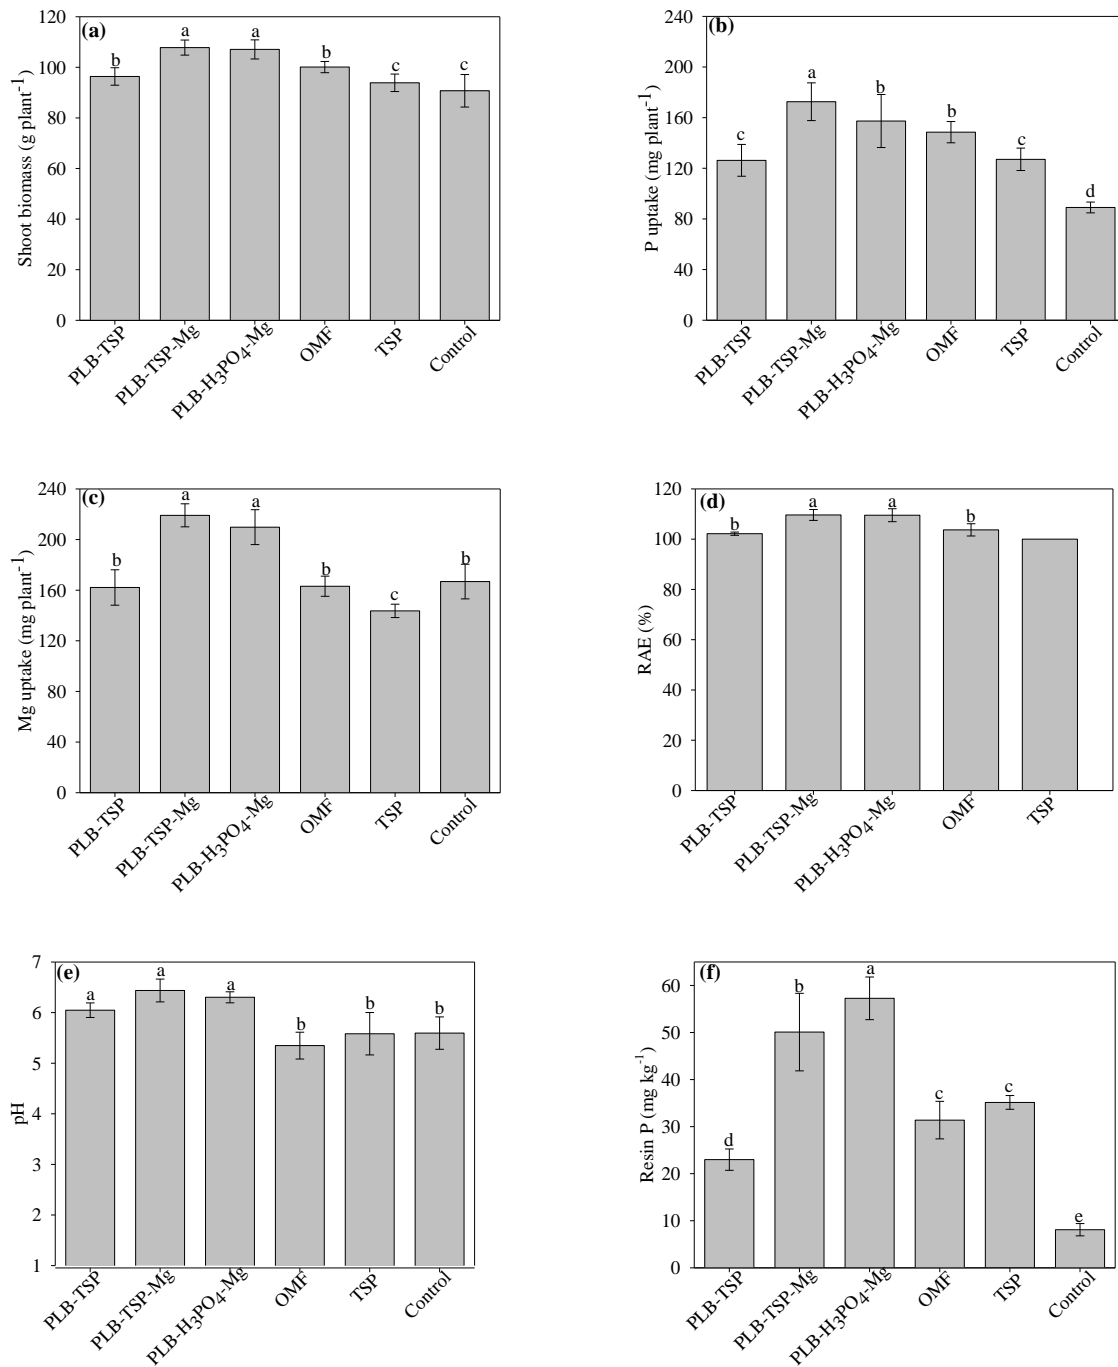 (a)
Shoot biomass (g plant⁻¹)
120
100
80
60
40
20
0
b
a
a
b
c
c
PLB-TSP
PLB-TSP-Mg
PLB-H₃PO₄-Mg
OMF
TSP
Control
(b)
P uptake (mg plant⁻¹)
240
200
160
120
80
40
0
c
a
b
b
c
d
PLB-TSP
PLB-TSP-Mg
PLB-H₃PO₄-Mg
OMF
TSP
Control
(c)
Mg uptake (mg plant⁻¹)
240
200
160
120
80
40
0
b
a
a
b
c
b
PLB-TSP
PLB-TSP-Mg
PLB-H₃PO₄-Mg
OMF
TSP
Control
(d)
RAE (%)
120
100
80
60
40
20
0
b
a
a
b
PLB-TSP
PLB-TSP-Mg
PLB-H₃PO₄-Mg
OMF
TSP
(e)
pH
7
6
5
4
3
2
1
a
a
a
b
b
b
PLB-TSP
PLB-TSP-Mg
PLB-H₃PO₄-Mg
OMF
TSP
Control
(f)
Resin P (mg kg⁻¹)
60
50
40
30
20
10
0
d
b
a
c
c
e
PLB-TSP
PLB-TSP-Mg
PLB-H₃PO₄-Mg
OMF
TSP
Control